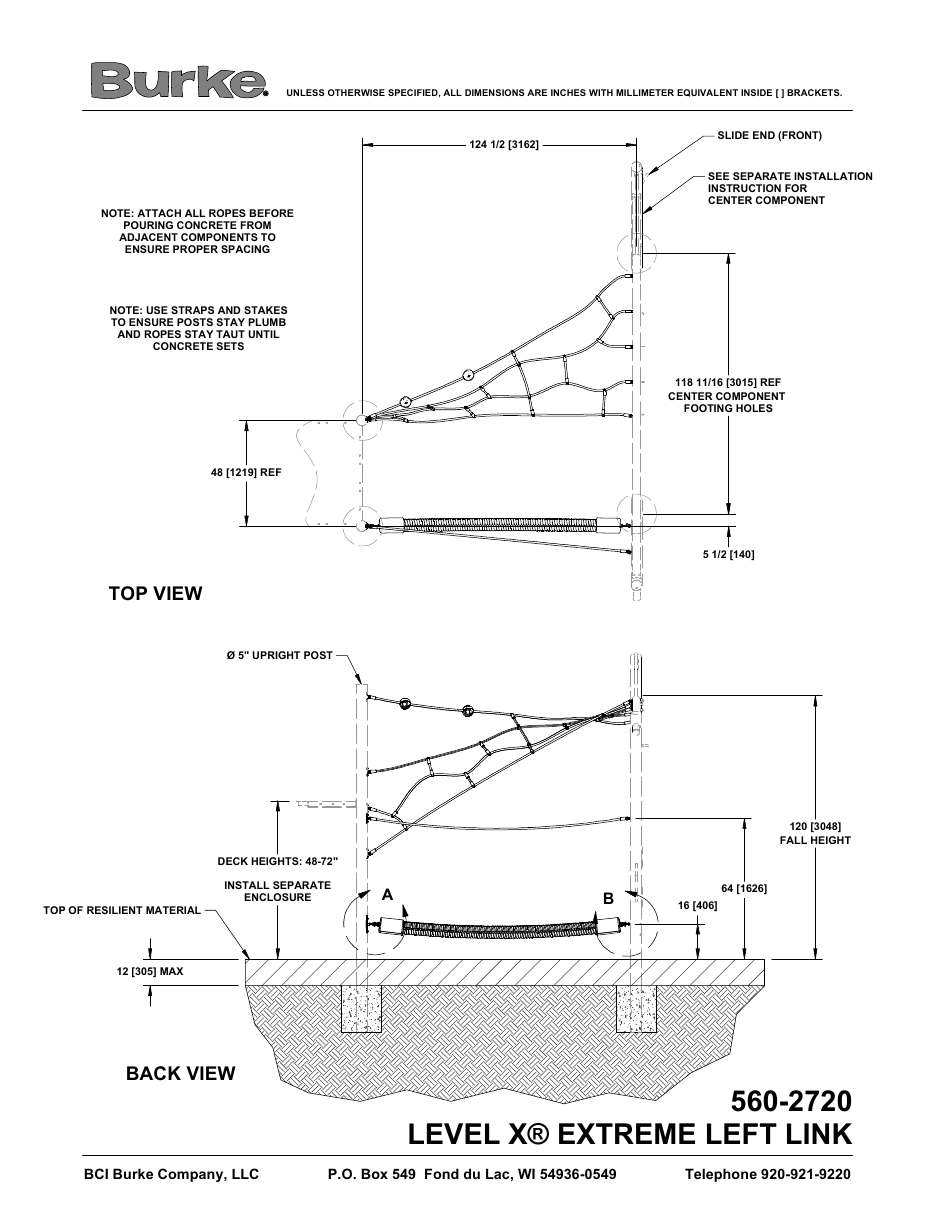 Burke®
UNLESS OTHERWISE SPECIFIED, ALL DIMENSIONS ARE INCHES WITH MILLIMETER EQUIVALENT INSIDE [ ] BRACKETS.
124 1/2 [3162]
SLIDE END (FRONT)
SEE SEPARATE INSTALLATION
INSTRUCTION FOR
CENTER COMPONENT
NOTE: ATTACH ALL ROPES BEFORE
POURING CONCRETE FROM
ADJACENT COMPONENTS TO
ENSURE PROPER SPACING
NOTE: USE STRAPS AND STAKES
TO ENSURE POSTS STAY PLUMB
AND ROPES STAY TAUT UNTIL
CONCRETE SETS
118 11/16 [3015] REF
CENTER COMPONENT
FOOTING HOLES
48 [1219] REF
5 1/2 [140]
TOP VIEW
Ø 5" UPRIGHT POST
120 [3048]
FALL HEIGHT
DECK HEIGHTS: 48-72"
INSTALL SEPARATE
ENCLOSURE
A
B
64 [1626]
16 [406]
TOP OF RESILIENT MATERIAL
12 [305] MAX
BACK VIEW
560-2720
LEVEL X® EXTREME LEFT LINK
BCI Burke Company, LLC P.O. Box 549 Fond du Lac, WI 54936-0549 Telephone 920-921-9220